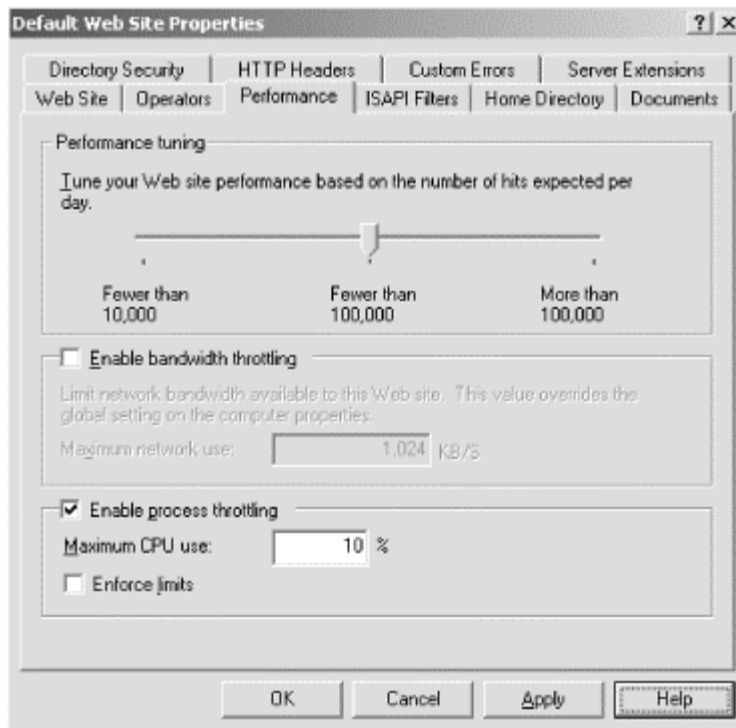 Default Web Site Properties
? ×
Directory Security HTTP Headers Custom Errors Server Extensions
Web Site Operators Performance ISAPI Filters Home Directory Documents
Performance tuning
Tune your Web site performance based on the number of hits expected per
day.
Fewer than Fewer than More than
10,000 100,000 100,000
Enable bandwidth throttling
Limit network bandwidth available to this Web site. This value overrides the
global setting on the computer properties.
Maximum network use: 1,024 KB/S
Enable process throttling
Maximum CPU use: 10 %
Enforce limits
OK Cancel Apply Help